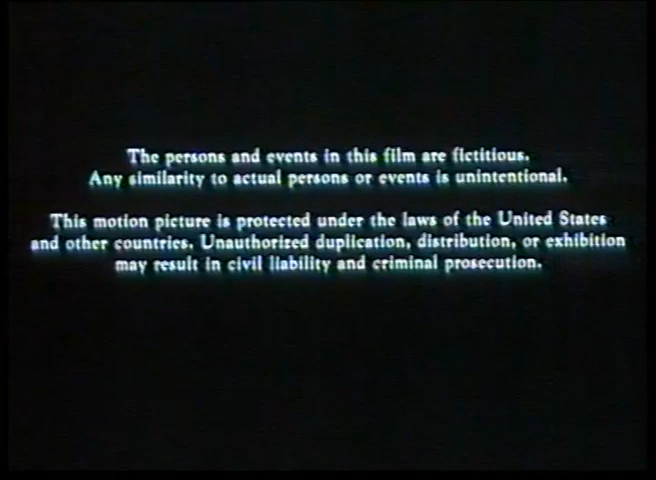 The persons and events in this film are fictitious.
Any similarity to actual persons or events is unintentional.
This motion picture is protected under the laws of the United States
and other countries. Unauthorized duplication, distribution, or exhibition
may result in civil liability and criminal prosecution.